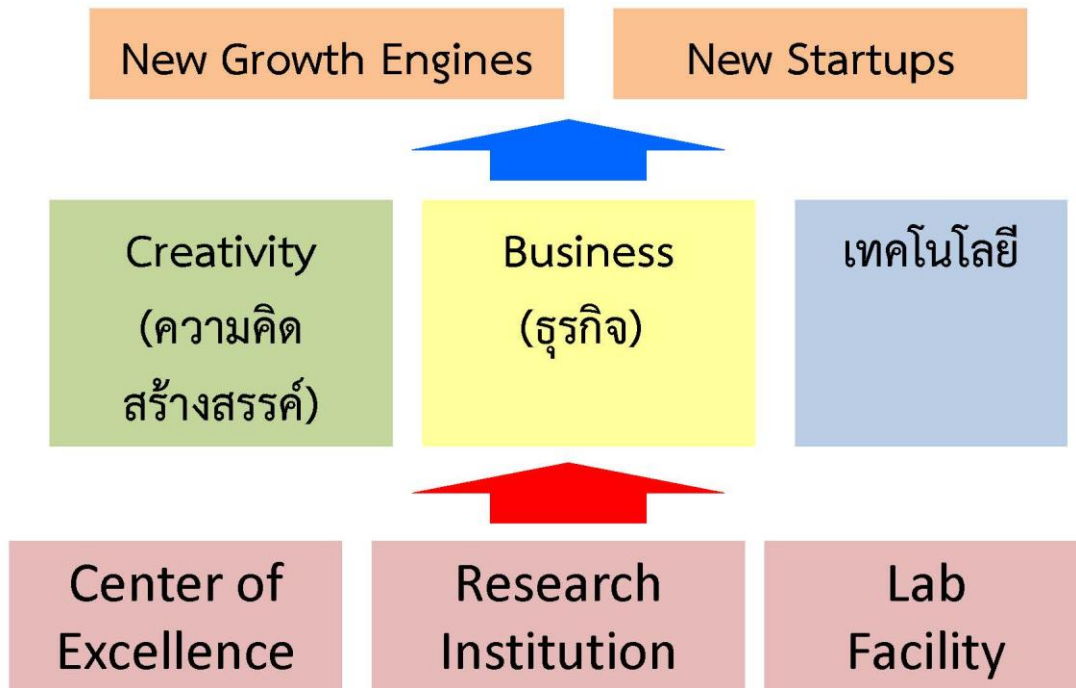 New Growth Engines
New Startups
Creativity
(ความคิด
สร้างสรรค์)
Business
(ธุรกิจ)
เทคโนโลยี
Center of
Excellence
Research
Institution
Lab
Facility